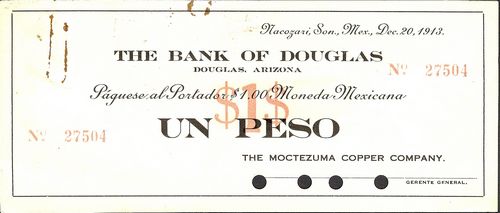 Nacozari, Son., Mex., Dec. 20, 1913.
THE BANK OF DOUGLAS
DOUGLAS, ARIZONA
Nº 27504
Páguese al Portador $1.00 Moneda Mexicana
$1$
UN PESO
Nº 27504
THE MOCTEZUMA COPPER COMPANY.
GERENTE GENERAL.